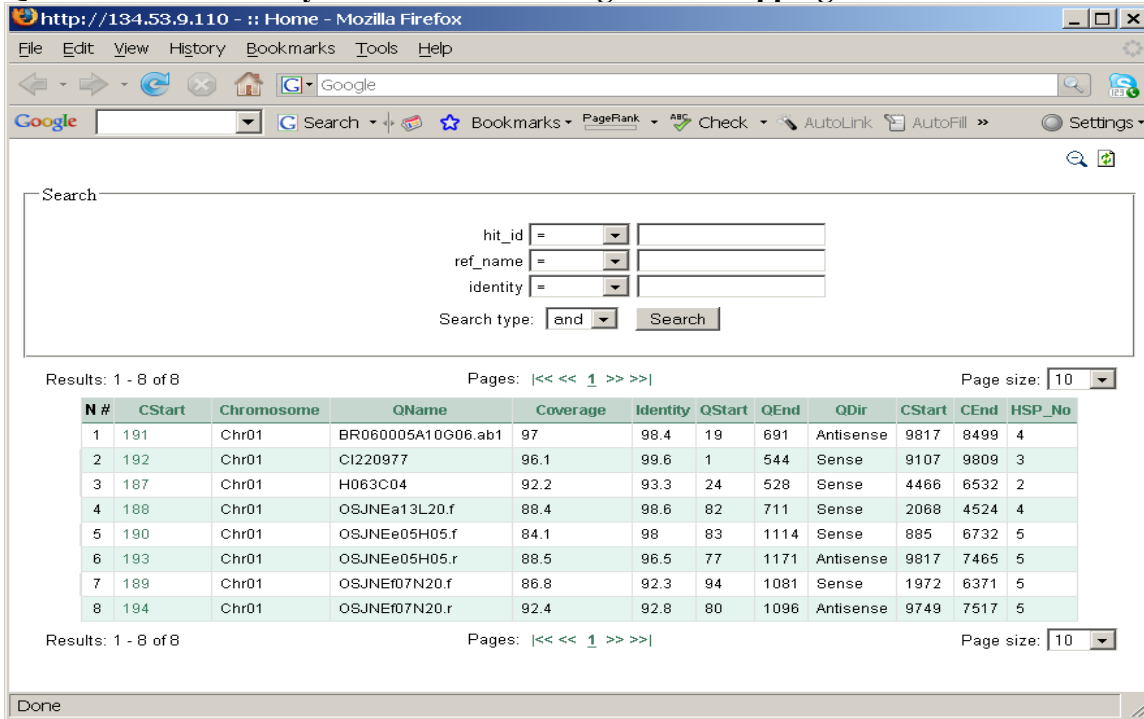 http://134.53.9.110 - :: Home - Mozilla Firefox
File Edit View History Bookmarks Tools Help
G Google
Google G Search Bookmarks PageRank ABC Check AutoLink AutoFill » Settings
Search
hit_id =
ref_name =
identity =
Search type: and Search
Results: 1 - 8 of 8 Pages: |<< << 1 >> >>| Page size: 10
N # CStart Chromosome QName Coverage Identity QStart QEnd QDir CStart CEnd HSP_No
1 191 Chr01 BR060005A10G06.ab1 97 98.4 19 691 Antisense 9817 8499 4
2 192 Chr01 CI220977 96.1 99.6 1 544 Sense 9107 9809 3
3 187 Chr01 H063C04 92.2 93.3 24 528 Sense 4466 6532 2
4 188 Chr01 OSJNEa13L20.f 88.4 98.6 82 711 Sense 2068 4524 4
5 190 Chr01 OSJNEe05H05.f 84.1 98 83 1114 Sense 885 6732 5
6 193 Chr01 OSJNEe05H05.r 88.5 96.5 77 1171 Antisense 9817 7465 5
7 189 Chr01 OSJNEf07N20.f 86.8 92.3 94 1081 Sense 1972 6371 5
8 194 Chr01 OSJNEf07N20.r 92.4 92.8 80 1096 Antisense 9749 7517 5
Results: 1 - 8 of 8 Pages: |<< << 1 >> >>| Page size: 10
Done